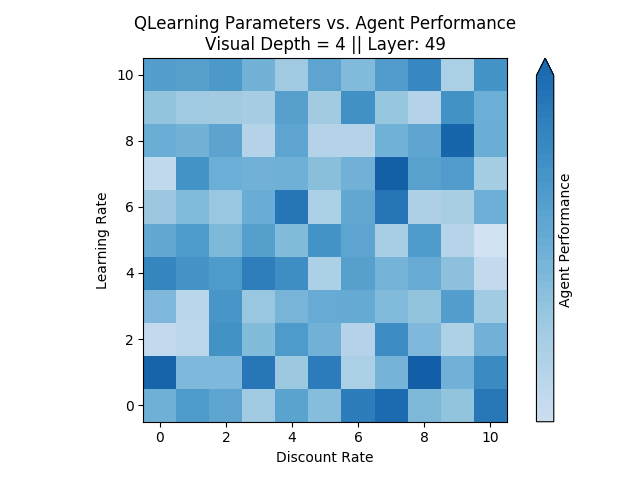 QLearning Parameters vs. Agent Performance
Visual Depth = 4 || Layer: 49
10
8
6
4
2
0
Learning Rate
0 2 4 6 8 10
Discount Rate
Agent Performance